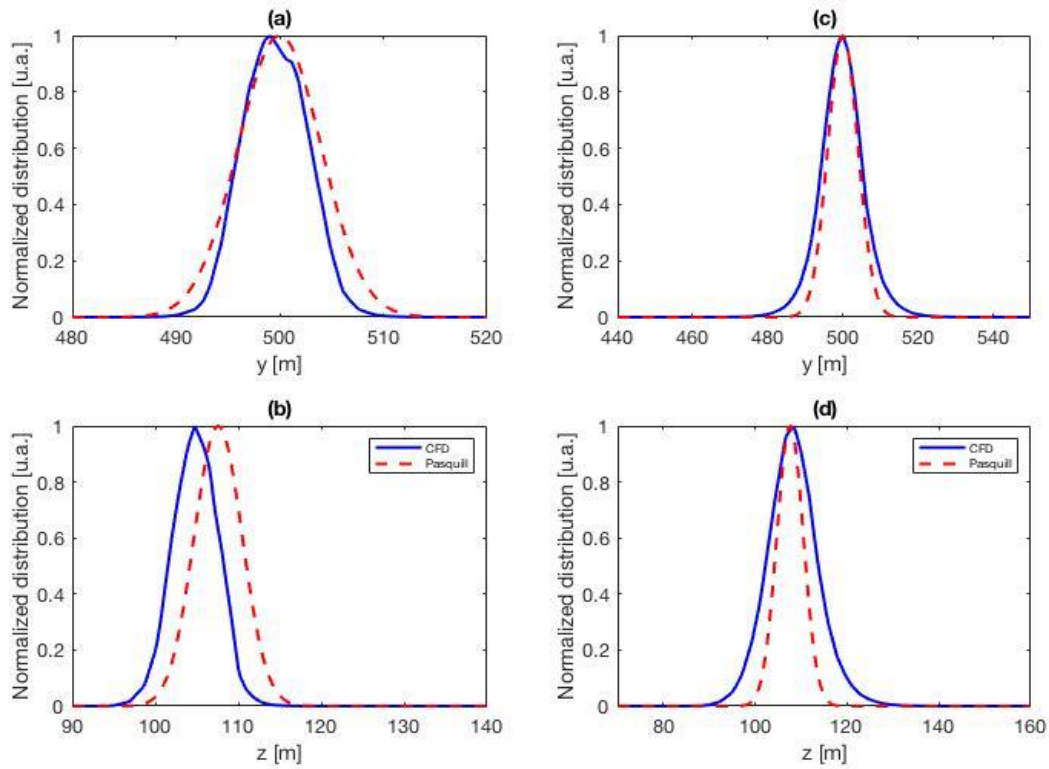 (a)
Normalized distribution [u.a.]
1
0.8
0.6
0.4
0.2
0
480 490 500 510 520
y [m]
(c)
Normalized distribution [u.a.]
1
0.8
0.6
0.4
0.2
0
440 460 480 500 520 540
y [m]
(b)
Normalized distribution [u.a.]
1
0.8
0.6
0.4
0.2
0
90 100 110 120 130 140
z [m]
CFD
Pasquill
(d)
Normalized distribution [u.a.]
1
0.8
0.6
0.4
0.2
0
80 100 120 140 160
z [m]
CFD
Pasquill